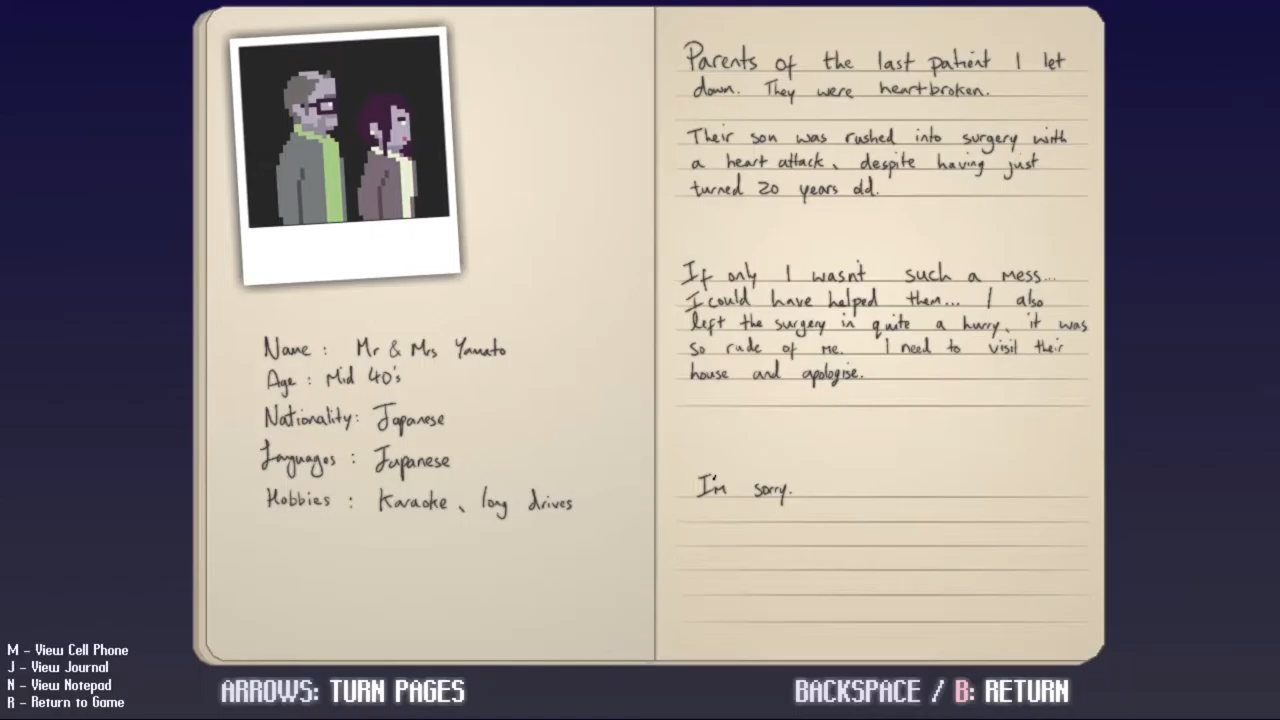 Name : Mr & Mrs Yamato
Age : Mid 40's
Nationality: Japanese
Languages : Japanese
Hobbies : Karaoke、 long drives
Parents of the last patient I let
down. They were heartbroken.
Their son was rushed into surgery with
a heart attack、 despite having just
turned 20 years old.
If only I wasn't such a mess...
I could have helped them... I also
left the surgery in quite a hurry、 it was
so rude of me. I need to visit their
house and apologise.
I'm sorry.
M - View Cell Phone
J - View Journal
N - View Notepad
R - Return to Game
ARROWS: TURN PAGES
BACKSPACE / B: RETURN